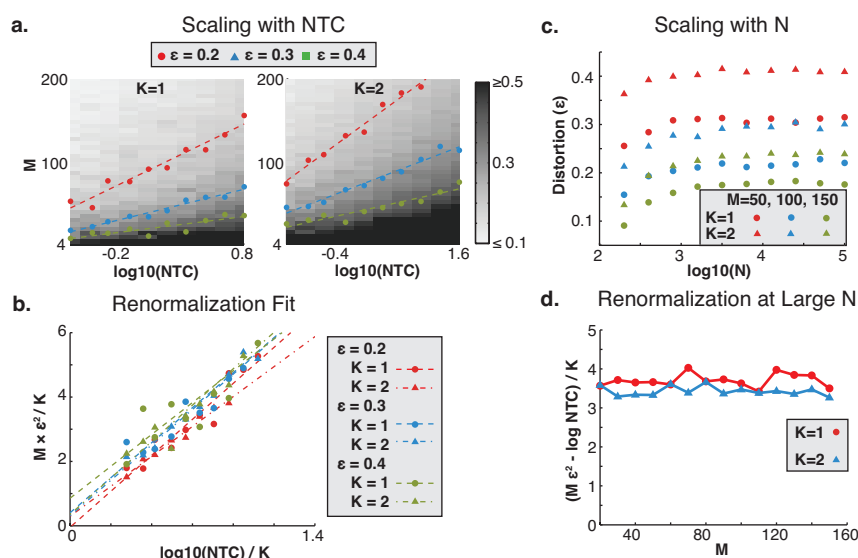 a.
Scaling with NTC
ε = 0.2 ε = 0.3 ε = 0.4
200
100
4
M
K=1
-0.2 0.8
log10(NTC)
200
100
4
K=2
-0.4 1.6
log10(NTC)
≥0.5
0.3
≤ 0.1
c.
Scaling with N
Distortion (ε)
0.4
0.3
0.2
0.1
M=50, 100, 150
K=1
K=2
2 3 4 5
log10(N)
b.
Renormalization Fit
M × ε² / K
6
4
2
0
0 1.4
log10(NTC) / K
ε = 0.2
K = 1
K = 2
ε = 0.3
K = 1
K = 2
ε = 0.4
K = 1
K = 2
d.
Renormalization at Large N
(M ε² - log NTC) / K
5
4
3
2
1
0
K=1
K=2
40 80 120 160
M